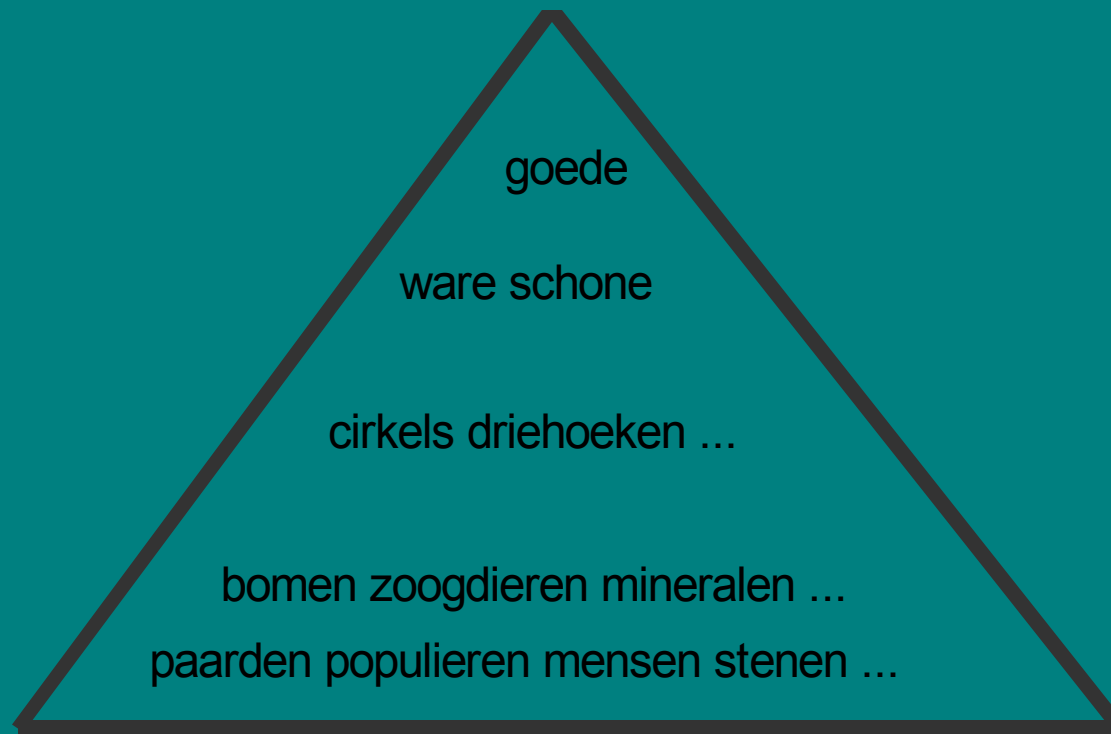 goede
ware schone
cirkels driehoeken ...
bomen zoogdieren mineralen ...
paarden populieren mensen stenen ...